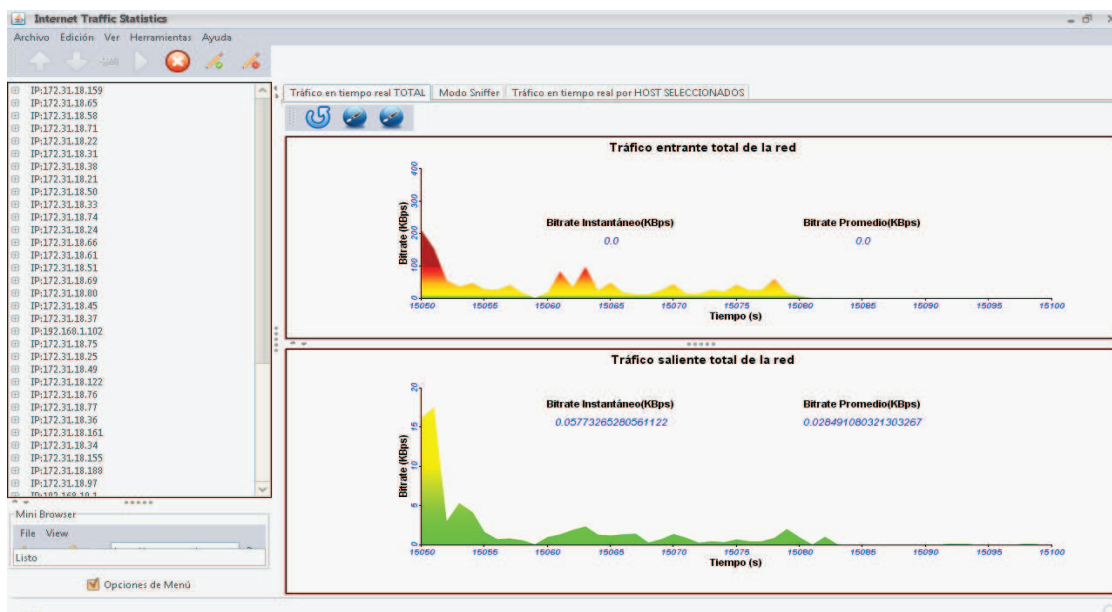 Internet Traffic Statistics
Archivo Edición Ver Herramientas Ayuda
IP:172.31.18.159
IP:172.31.18.65
IP:172.31.18.58
IP:172.31.18.71
IP:172.31.18.22
IP:172.31.18.31
IP:172.31.18.38
IP:172.31.18.21
IP:172.31.18.50
IP:172.31.18.33
IP:172.31.18.74
IP:172.31.18.24
IP:172.31.18.66
IP:172.31.18.61
IP:172.31.18.51
IP:172.31.18.69
IP:172.31.18.80
IP:172.31.18.45
IP:172.31.18.37
IP:192.168.1.102
IP:172.31.18.75
IP:172.31.18.25
IP:172.31.18.49
IP:172.31.18.122
IP:172.31.18.76
IP:172.31.18.77
IP:172.31.18.36
IP:172.31.18.161
IP:172.31.18.34
IP:172.31.18.155
IP:172.31.18.188
IP:172.31.18.97
Mini Browser
File View
Listo
Opciones de Menú
Tráfico en tiempo real TOTAL Modo Sniffer Tráfico en tiempo real por HOST SELECCIONADOS
Tráfico entrante total de la red
Bitrate (KBps)
400
300
200
100
0
Bitrate Instantáneo(KBps) Bitrate Promedio(KBps)
0.0 0.0
15050 15055 15060 15065 15070 15075 15080 15085 15090 15095 15100
Tiempo (s)
Tráfico saliente total de la red
Bitrate (KBps)
20
15
10
5
0
Bitrate Instantáneo(KBps) Bitrate Promedio(KBps)
0.05773265280561122 0.028491080321303267
15050 15055 15060 15065 15070 15075 15080 15085 15090 15095 15100
Tiempo (s)